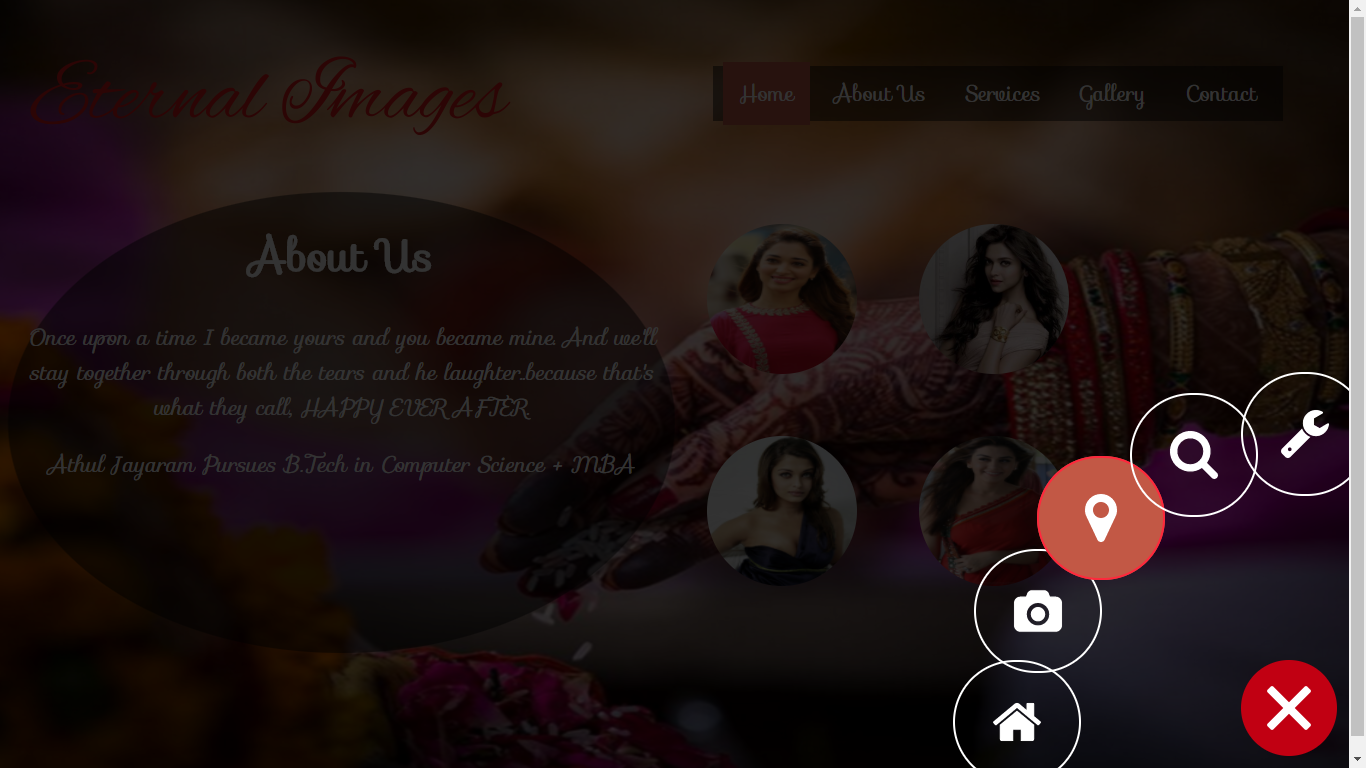 Eternal Images
Home About Us Services Gallery Contact
About Us
Once upon a time I became yours and you became mine. And we'll
stay together through both the tears and he laughter.because that's
what they call, HAPPY EVER AFTER.
Athul Jayaram Pursues B.Tech in Computer Science + MBA